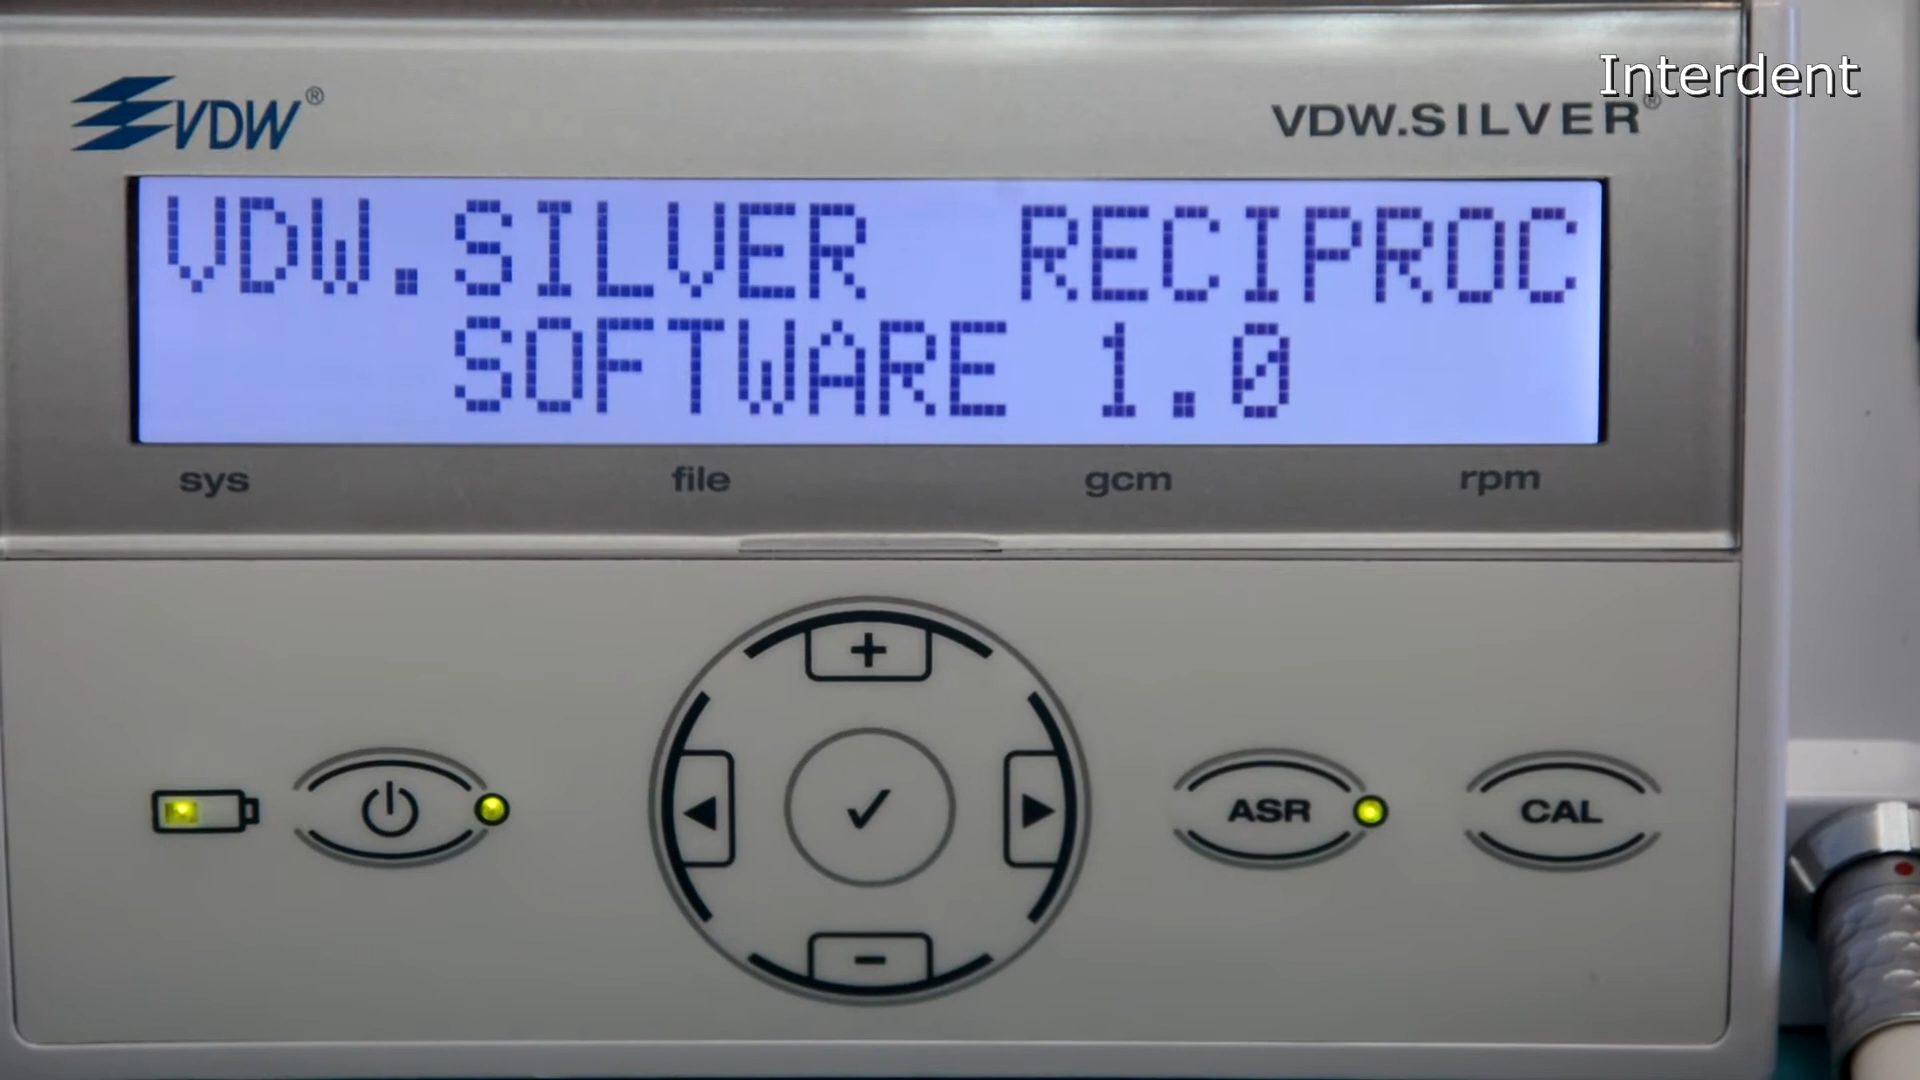 Interdent
VDW®
VDW.SILVER®
VDW.SILVER RECIPROC
SOFTWARE 1.0
sys file gcm rpm
+
ASR
CAL
-